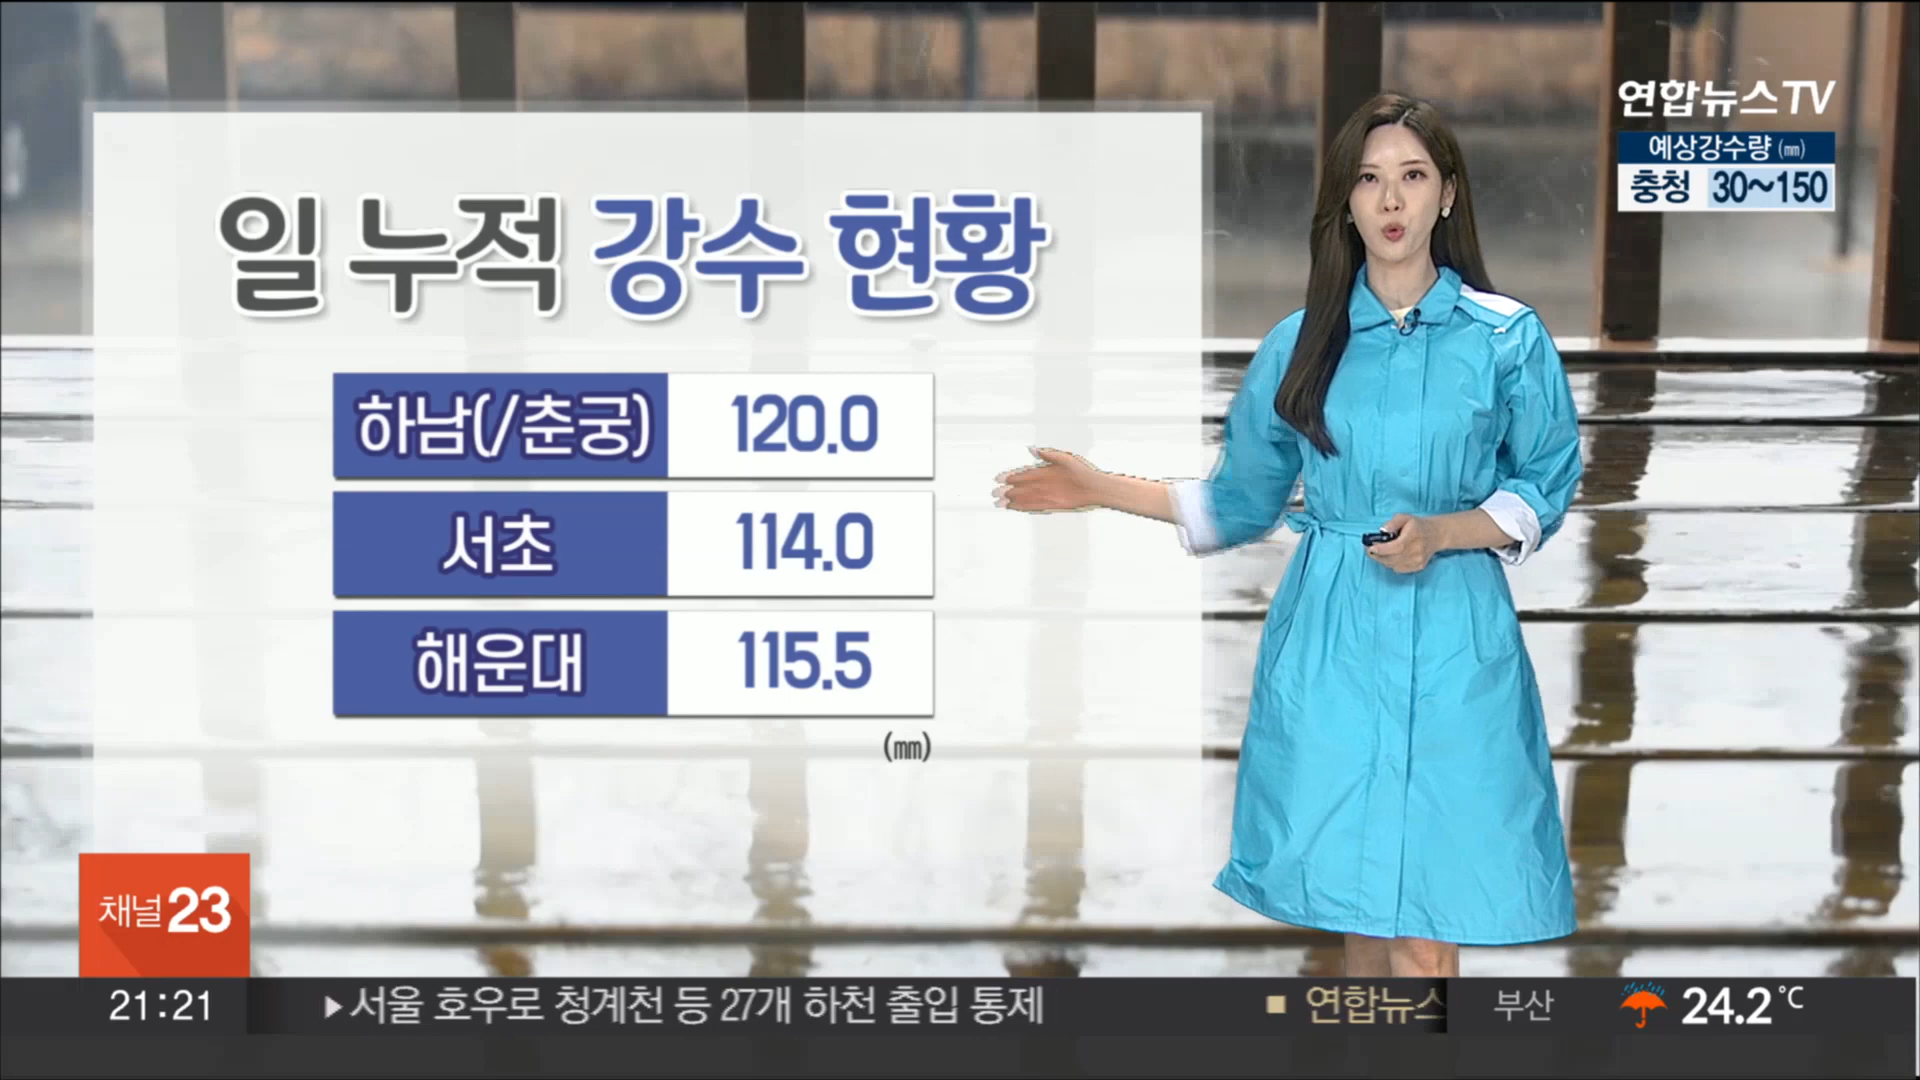 연합뉴스TV
예상강수량 (㎜)
충청 30~150
일 누적 강수 현황
하남(/춘궁) 120.0
서초 114.0
해운대 115.5
(㎜)
채널23
21:21 ▶서울 호우로 청계천 등 27개 하천 출입 통제 ■ 연합뉴스 부산 24.2℃